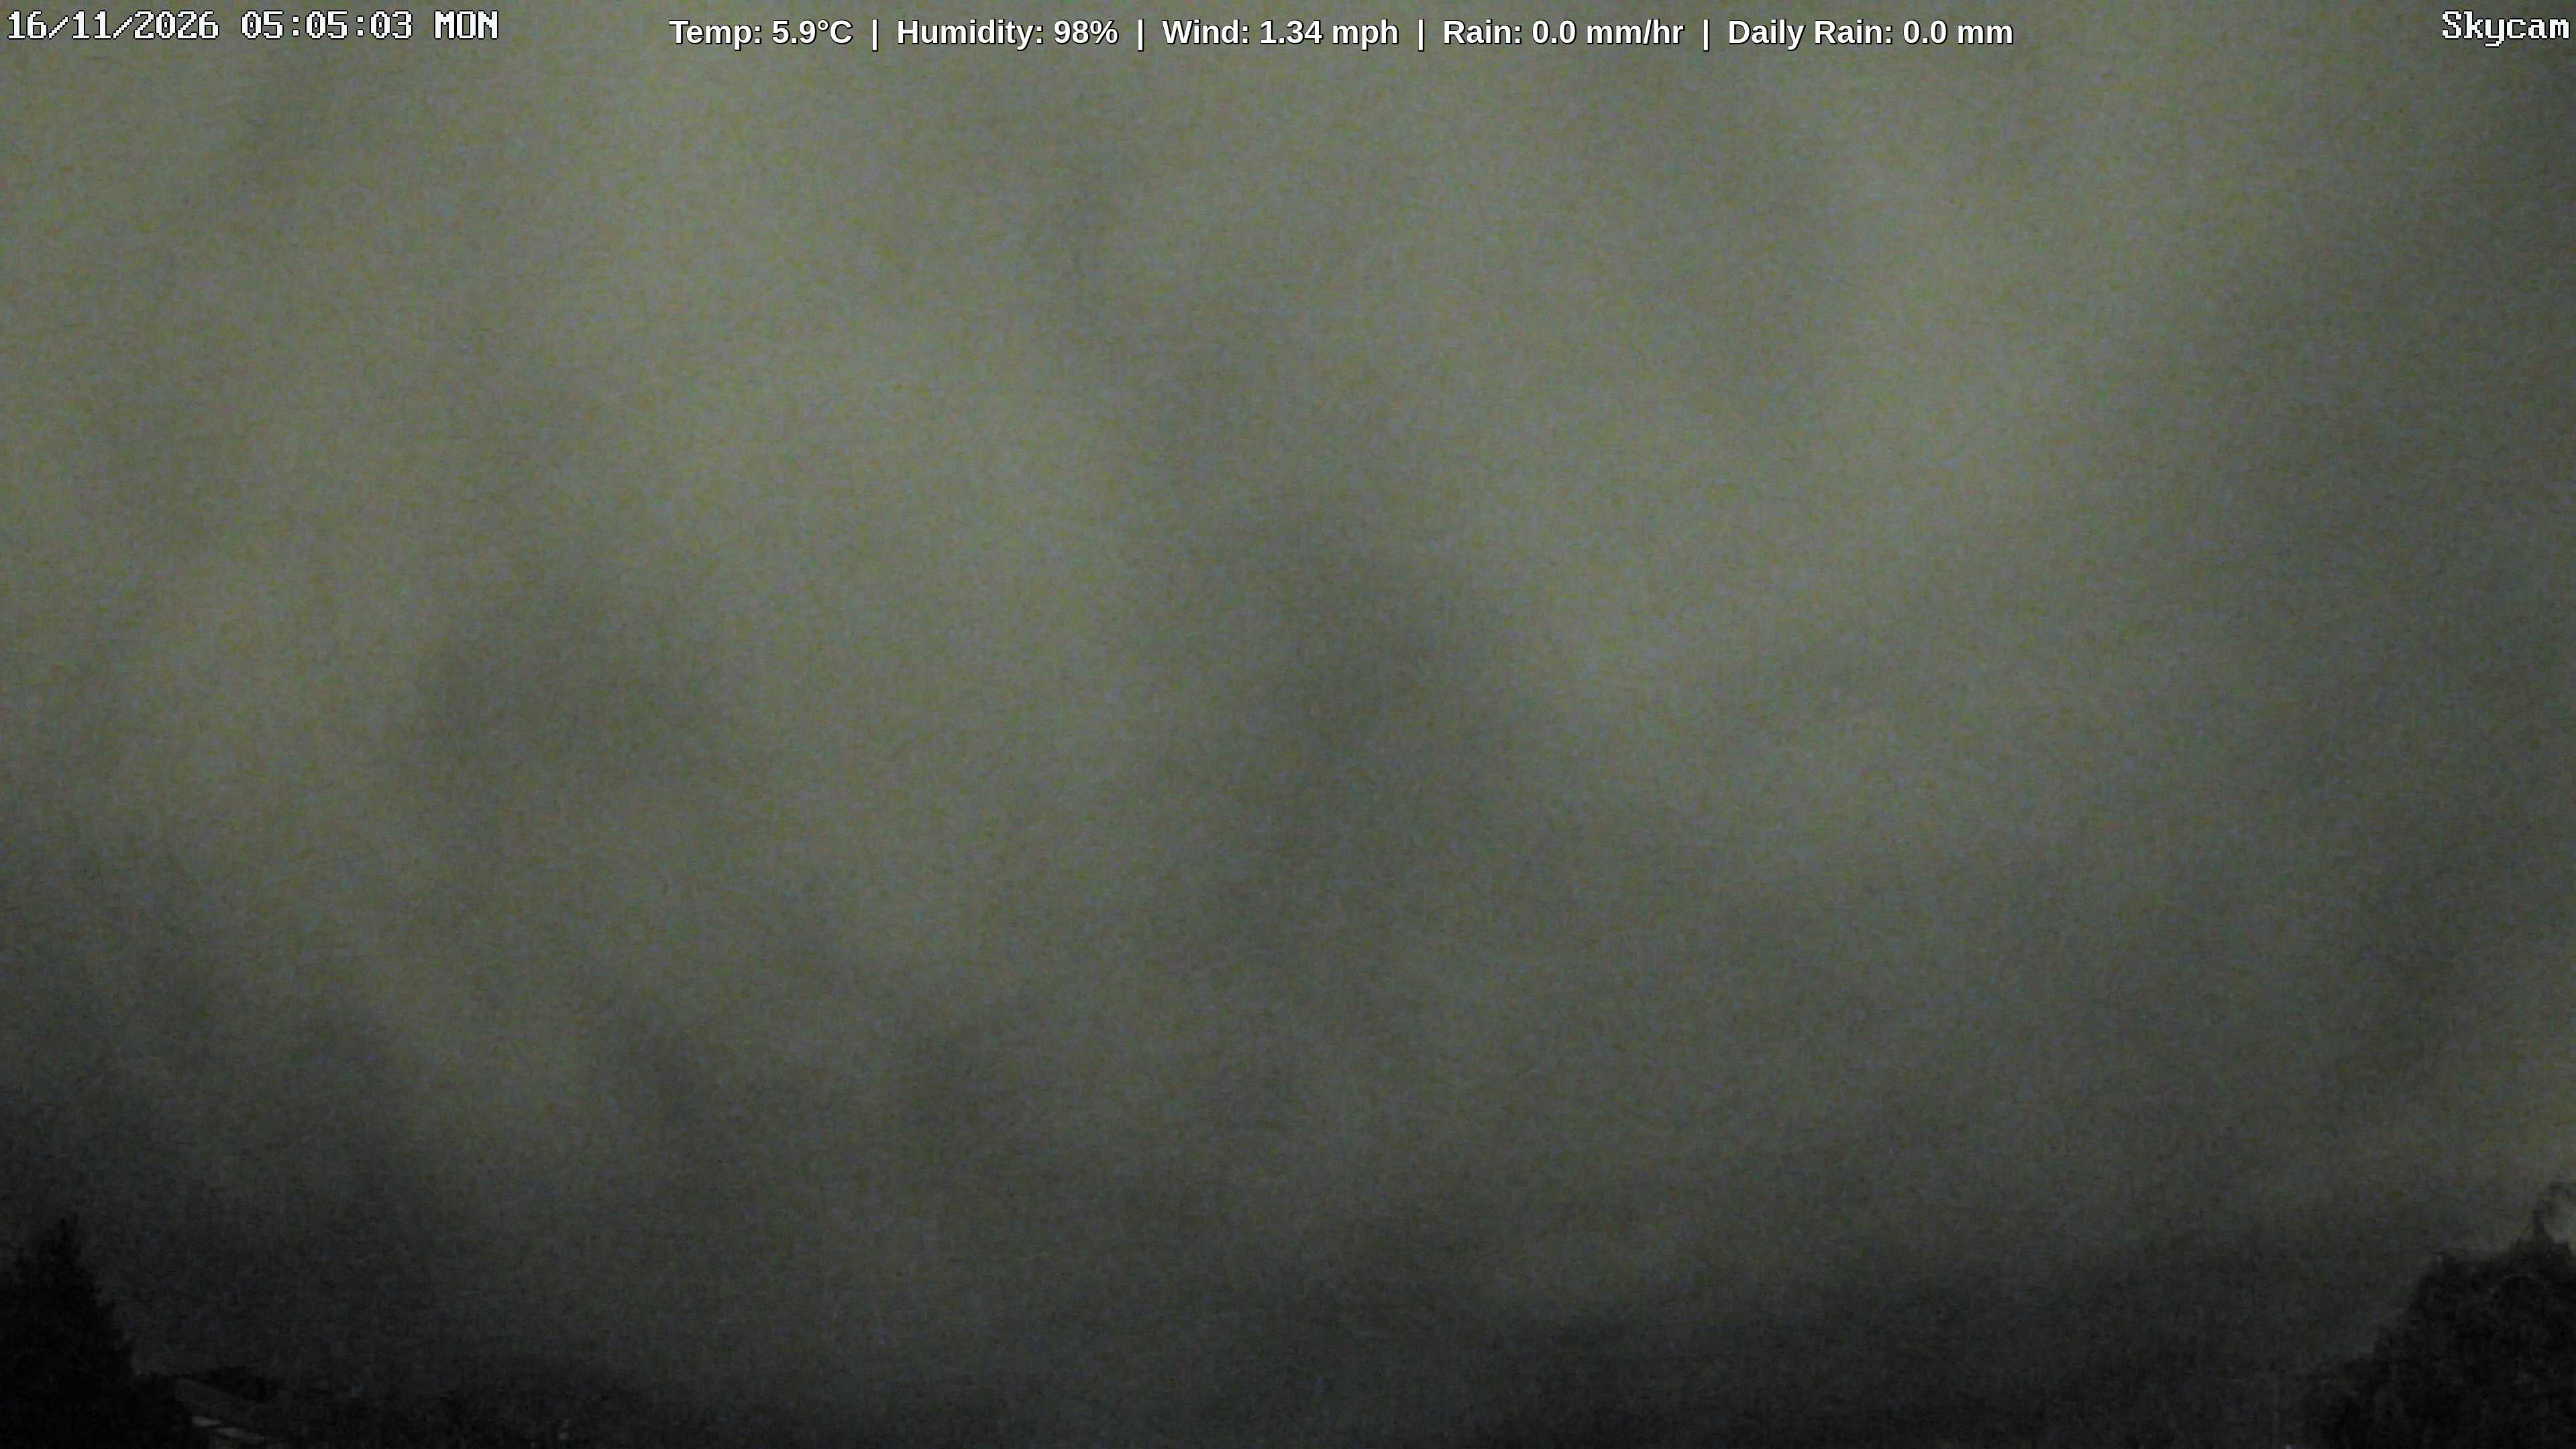 16/11/2026 05:05:03 MON
Temp: 5.9°C | Humidity: 98% | Wind: 1.34 mph | Rain: 0.0 mm/hr | Daily Rain: 0.0 mm
Skycam